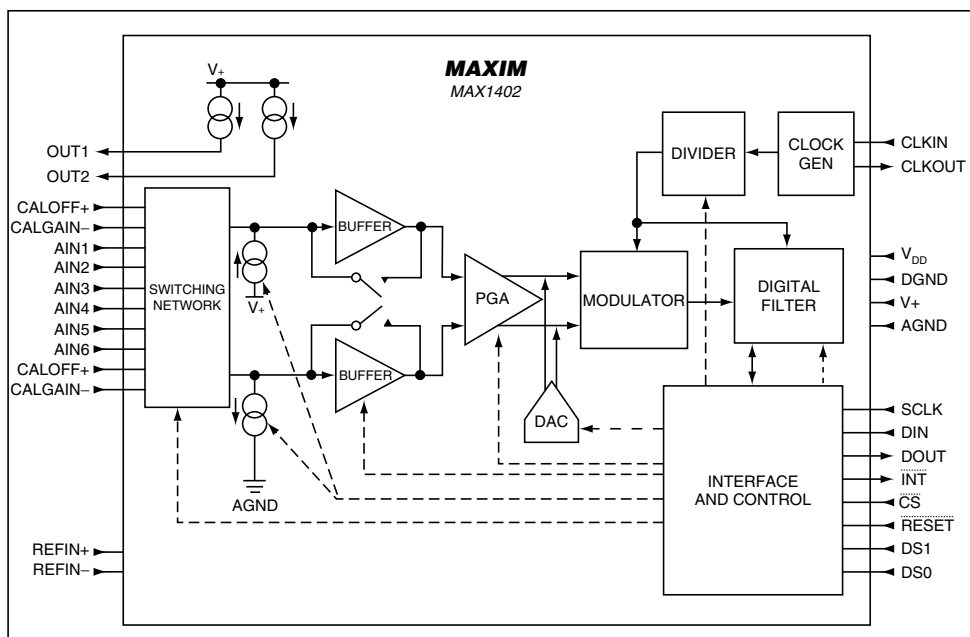 MAXIM
MAX1402
V+
OUT1
OUT2
CALOFF+
CALGAIN−
AIN1
AIN2
AIN3
AIN4
AIN5
AIN6
CALOFF+
CALGAIN−
REFIN+
REFIN−
SWITCHING
NETWORK
V+
AGND
BUFFER
BUFFER
PGA
DAC
MODULATOR
DIVIDER
CLOCK
GEN
DIGITAL
FILTER
INTERFACE
AND CONTROL
CLKIN
CLKOUT
VDD
DGND
V+
AGND
SCLK
DIN
DOUT
INT
CS
RESET
DS1
DS0